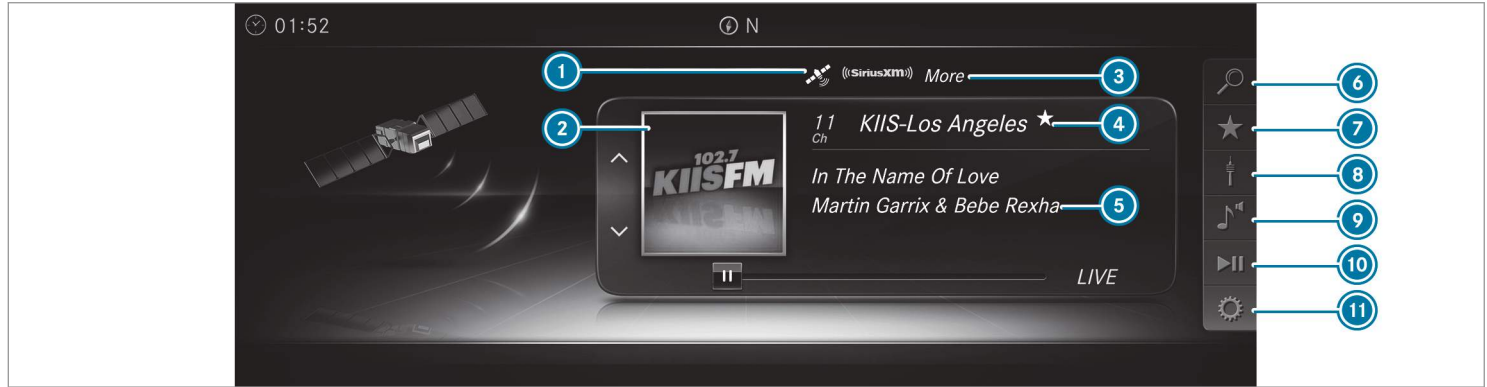 01:52
N
1
((SiriusXM)) More
3
6
2
11 KIIS-Los Angeles
Ch
4
7
102.7
KIISFM
In The Name Of Love
8
Martin Garrix & Bebe Rexha
5
9
LIVE
10
11